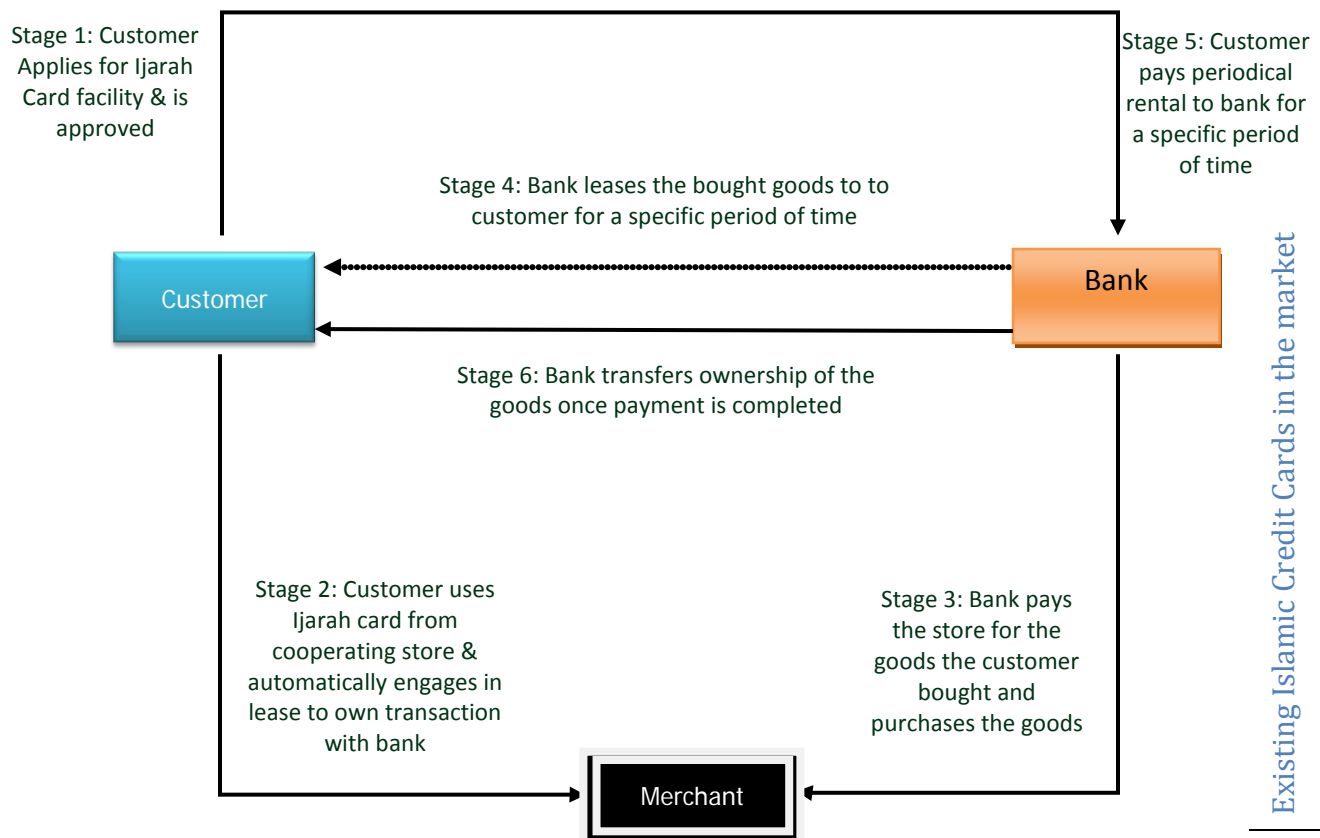 Stage 1: Customer
Applies for Ijarah
Card facility & is
approved
Stage 5: Customer
pays periodical
rental to bank for
a specific period
of time
Stage 4: Bank leases the bought goods to to
customer for a specific period of time
Customer
Bank
Stage 6: Bank transfers ownership of the
goods once payment is completed
Stage 2: Customer uses
Ijarah card from
cooperating store &
automatically engages in
lease to own transaction
with bank
Stage 3: Bank pays
the store for the
goods the customer
bought and
purchases the goods
Merchant
Existing Islamic Credit Cards in the market